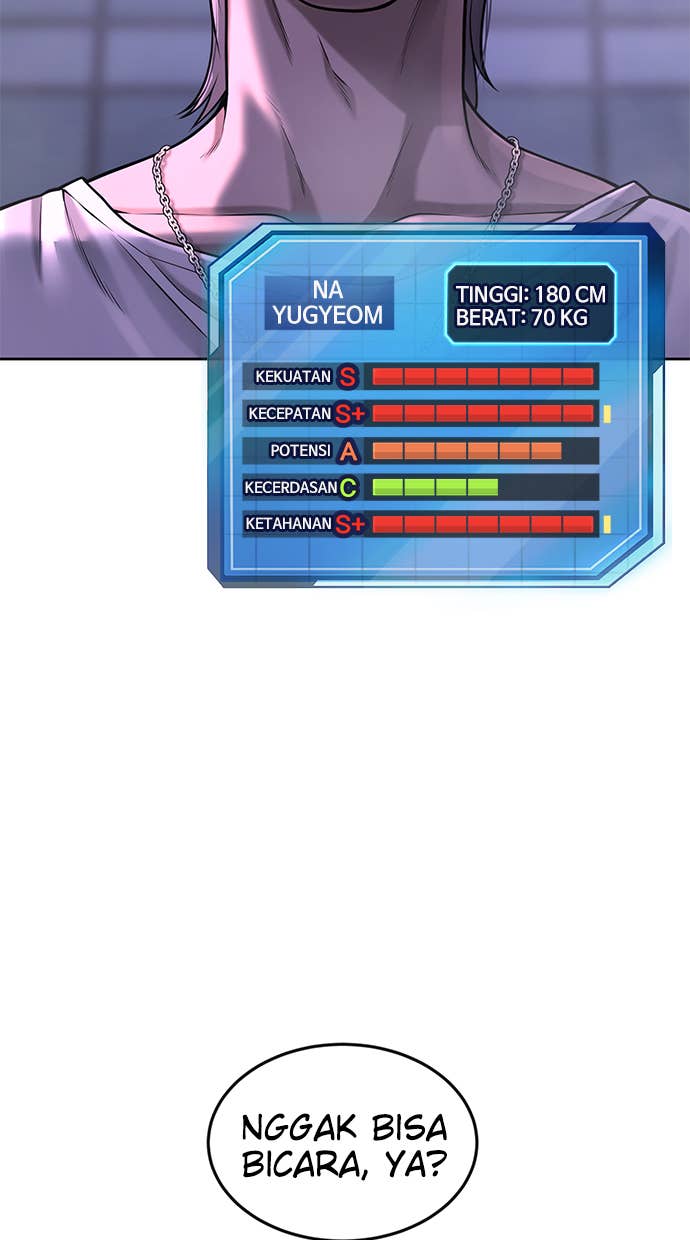 NA
YUGYEOM
TINGGI: 180 CM
BERAT: 70 KG
KEKUATAN S
KECEPATAN S+
POTENSI A
KECERDASAN C
KETAHANAN S+
NGGAK BISA
BICARA, YA?